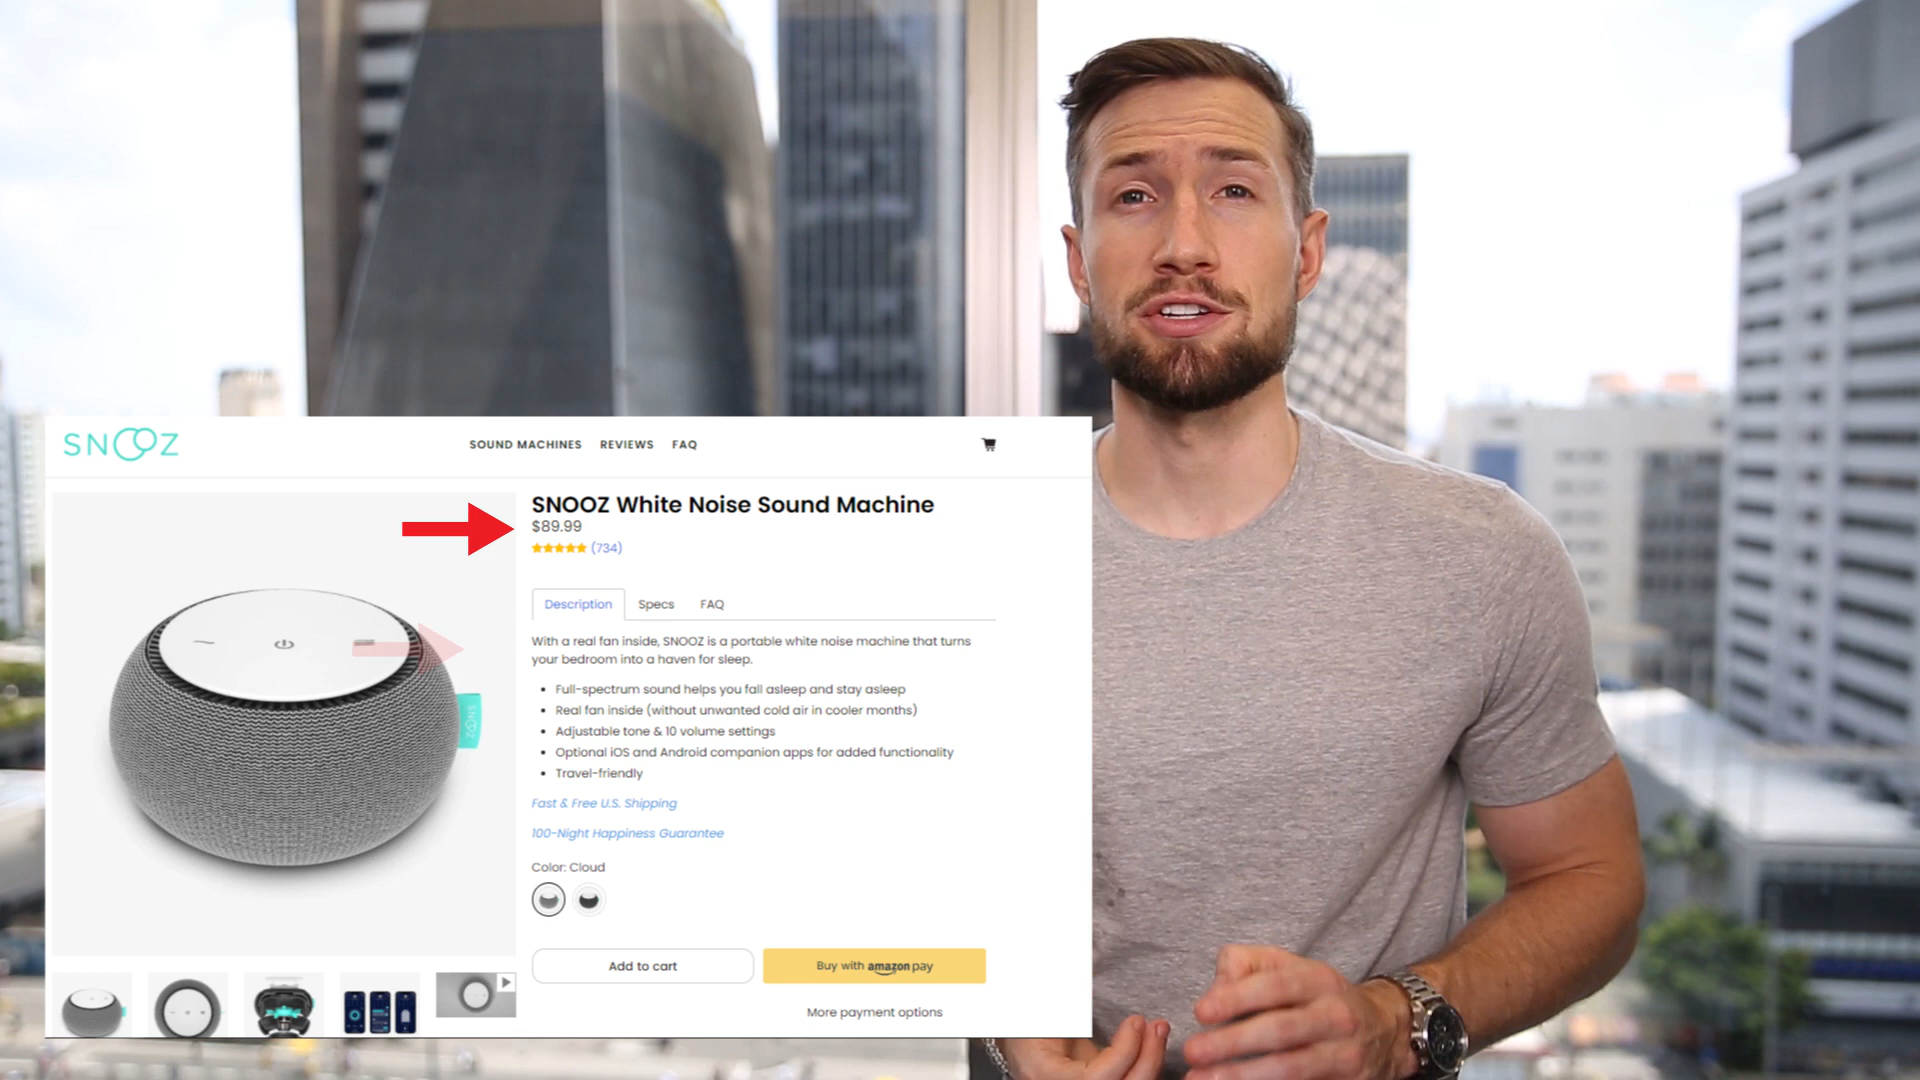 SNOOZ
SOUND MACHINES REVIEWS FAQ
SNOOZ White Noise Sound Machine
$89.99
(734)
Description Specs FAQ
With a real fan inside, SNOOZ is a portable white noise machine that turns
your bedroom into a haven for sleep.
Full-spectrum sound helps you fall asleep and stay asleep
Real fan inside (without unwanted cold air in cooler months)
Adjustable tone & 10 volume settings
Optional iOS and Android companion apps for added functionality
Travel-friendly
Fast & Free U.S. Shipping
100-Night Happiness Guarantee
Color: Cloud
SNOOZ
Add to cart
Buy with amazon pay
More payment options